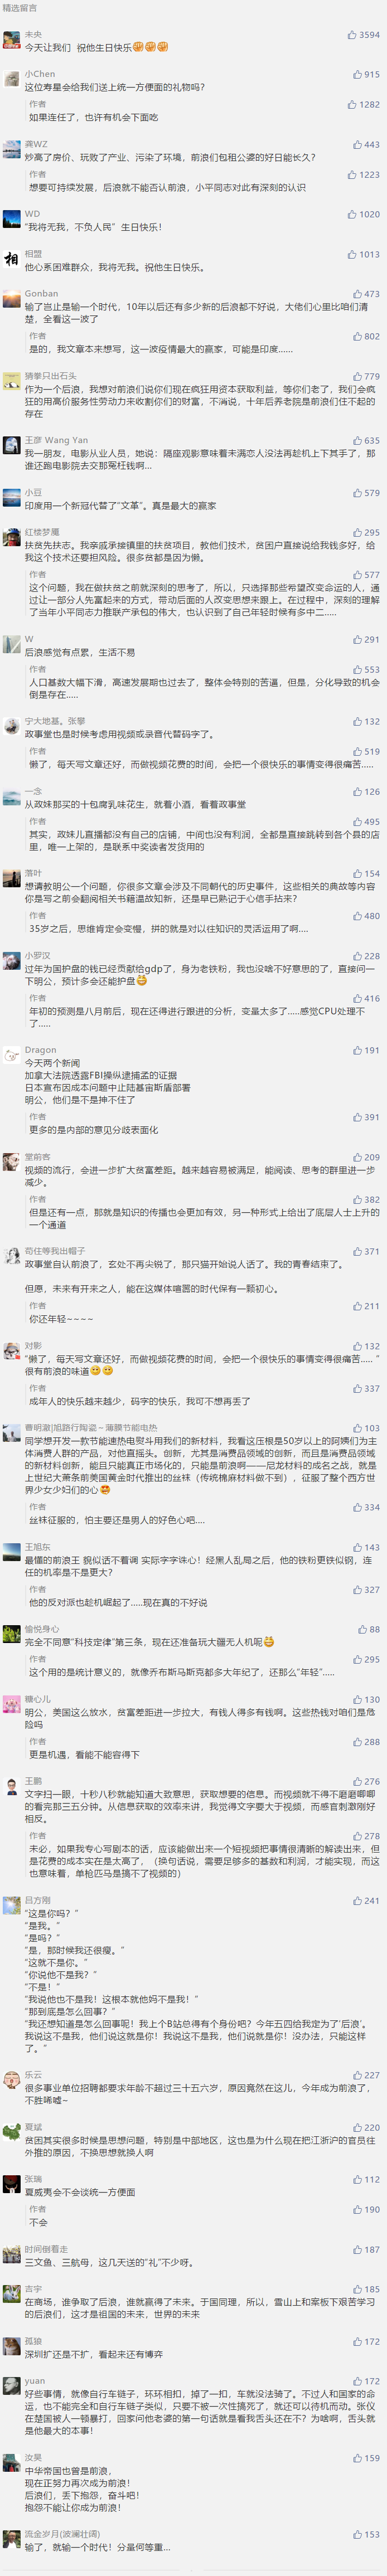 精选留言
未央
3594
今天让我们 祝他生日快乐
小Chen
915
这位寿星会给我们送上统一方便面的礼物吗？
作者
1282
如果连任了，也许有机会下面吃
龚WZ
443
炒高了房价、玩败了产业、污染了环境，前浪们包租公婆的好日能长久？
作者
1223
想要可持续发展，后浪就不能否认前浪，小平同志对此有深刻的认识
WD
1020
“我将无我，不负人民” 生日快乐！
相盟
1013
他心系困难群众，我将无我。祝他生日快乐。
Gonban
473
输了岂止是输一个时代，10年以后还有多少新的后浪都不好说，大佬们心里比咱们清
楚，全看这一波了
作者
802
是的，我文章本来想写，这一波疫情最大的赢家，可能是印度……
猜拳只出石头
779
作为一个后浪，我想对前浪们说你们现在疯狂用资本获取利益，等你们老了，我们会疯
狂的用高价服务性劳动力来收割你们的财富，不消说，十年后养老院是前浪们住不起的
存在
王彦 Wang Yan
635
我一朋友，电影从业人员，她说：隔座观影意味着未满恋人没法再趁机上下其手了，那
谁还跑电影院去交那冤枉钱啊...
小豆
579
印度用一个新冠代替了“文革”。真是最大的赢家
红楼梦魇
295
扶贫先扶志。我亲戚承接镇里的扶贫项目，教他们技术，贫困户直接说给我钱多好，给
我这个技术还要担风险。很多贫都是因为懒。
作者
577
这个问题，我在做扶贫之前就深刻的思考了，所以，只选择那些希望改变命运的人，通
过让一部分人先富起来的方式，带动后面的人改变思想来跟上。在过程中，深刻的理解
了当年小平同志力推联产承包的伟大，也认识到了自己年轻时候有多中二.....
W
291
后浪感觉有点累，生活不易
作者
553
人口基数大幅下滑，高速发展期也过去了，整体会特别的苦逼，但是，分化导致的机会
倒是存在.....
宁大地基。张攀
132
政事堂也是时候考虑用视频或录音代替码字了。
作者
519
懒了，每天写文章还好，而做视频花费的时间，会把一个很快乐的事情变得很痛苦.....
一念
126
从政妹那买的十包腐乳味花生，就着小酒，看着政事堂
作者
495
其实，政妹儿直播都没有自己的店铺，中间也没有利润，全都是直接跳转到各个县的店
里，唯一上架的，是联系中奖读者发货用的
落叶
154
想请教明公一个问题，你很多文章会涉及不同朝代的历史事件，这些相关的典故等内容
你是写之前会翻阅相关书籍温故知新，还是早已熟记于心信手拈来？
作者
480
35岁之后，思维肯定会变慢，拼的就是对以往知识的灵活运用了啊....
小罗汉
228
过年为国护盘的钱已经贡献给gdp了，身为老铁粉，我也没啥不好意思的了，直接问一
下明公，预计多会还能护盘
作者
416
年初的预测是八月前后，现在还得进行跟进的分析，变量太多了.....感觉CPU处理不
了.....
Dragon
191
今天两个新闻
加拿大法院透露FBI操纵逮捕孟的证据
日本宣布因成本问题中止陆基宙斯盾部署
明公，他们是不是抻不住了
作者
391
更多的是内部的意见分歧表面化
堂前客
209
视频的流行，会进一步扩大贫富差距。越来越容易被满足，能阅读、思考的群里进一步
减少。
作者
382
但是还有一点，那就是知识的传播也会更加有效，另一种形式上给出了底层人士上升的
一个通道
苟住等我出帽子
371
政事堂自认前浪了，玄处不再尖锐了，那只猫开始说人话了。我的青春结束了。
但愿，未来有开来之人，能在这媒体喧嚣的时代保有一颗初心。
作者
211
你还年轻~~~~
对影
132
“懒了，每天写文章还好，而做视频花费的时间，会把一个很快乐的事情变得很痛苦.....”
很有前浪的味道
作者
337
成年人的快乐越来越少，码字的快乐，我可不想再丢了
曹明澈|旭路行陶瓷～薄膜节能电热
103
同学想开发一款节能速热电熨斗用我们的新材料，我看这压根是50岁以上的阿姨们为主
体消费人群的产品，对他直摇头。创新，尤其是消费品领域的创新，而且是消费品领域
的新材料创新，能且只能真正市场化的，只能是前浪啊——尼龙材料的成名之战，就是
上世纪大萧条前美国黄金时代推出的丝袜（传统棉麻材料做不到），征服了整个西方世
界少女少妇们的心
作者
334
丝袜征服的，怕主要还是男人的好色心吧....
王旭东
143
最懂的前浪王 貌似话不着调 实际字字诛心！经黑人乱局之后，他的铁粉更铁似钢，连
任的机率是不是更大？
作者
327
他的反对派也趁机崛起了.....现在真的不好说
愉悦身心
88
完全不同意“科技定律”第三条，现在还准备玩大疆无人机呢
作者
295
这个用的是统计意义的，就像乔布斯马斯克都多大年纪了，还那么“年轻”.....
糖心儿
130
明公，美国这么放水，贫富差距进一步拉大，有钱人得多有钱啊。这些热钱对咱们是危
险吗
作者
288
更是机遇，看能不能容得下
王鹏
276
文字扫一眼，十秒八秒就能知道大致意思，获取想要的信息。而视频就不得不磨磨唧唧
的看完那三五分钟。从信息获取的效率来讲，我觉得文字要大于视频，而感官刺激刚好
相反。
作者
278
未必，如果我专心写剧本的话，应该能做出来一个短视频把事情很清晰的解读出来，但
是花费的成本实在是太高了，（换句话说，需要足够多的基数和利润，才能实现，而这
也意味着，单枪匹马是搞不了视频的）
吕方刚
241
“这是你吗？”
“是我。”
“是吗？”
“是，那时候我还很瘦。”
“这就不是你。”
“你说他不是我？”
“不是！”
“我说他也不是我！这根本就他妈不是我！”
“那到底是怎么回事？”
“我还想知道是怎么回事呢！我上个B站总得有个身份吧？今年五四给我定为了‘后浪’。
我说这不是我，他们说这就是你！我说这不是我，他们说就是你！没办法，只能这样
了。”
乐云
227
很多事业单位招聘都要求年龄不超过三十五六岁，原因竟然在这儿，今年成为前浪了，
不胜唏嘘~
夏斌
220
贫困其实很多时候是思想问题，特别是中部地区，这也是为什么现在把江浙沪的官员往
外推的原因，不换思想就换人啊
张瑞
112
夏威夷会不会谈统一方便面
作者
190
不会
时间倒着走
187
三文鱼、三航母，这几天送的“礼”不少呀。
吉宇
185
在商场，谁争取了后浪，谁就赢得了未来。于国同理，所以，雪山上和案板下艰苦学习
的后浪们，这才是祖国的未来，世界的未来
孤狼
172
深圳扩还是不扩，看起来还有博弈
yuan
172
好些事情，就像自行车链子，环环相扣，掉了一扣，车就没法骑了。不过人和国家的命
运，也不能完全和自行车链子类似，只要不被一次性搞死了，就还可以待机而动。张仪
在楚国被人一顿暴打，回家问他老婆的第一句话就是看我舌头还在不？为啥啊，舌头就
是他最大的本事！
汝昊
159
中华帝国也曾是前浪，
现在正努力再次成为前浪！
后浪们，丢下抱怨，奋斗吧！
抱怨不能让你成为前浪！
流金岁月(波澜壮阔)
153
输了，就输一个时代！分量何等重...